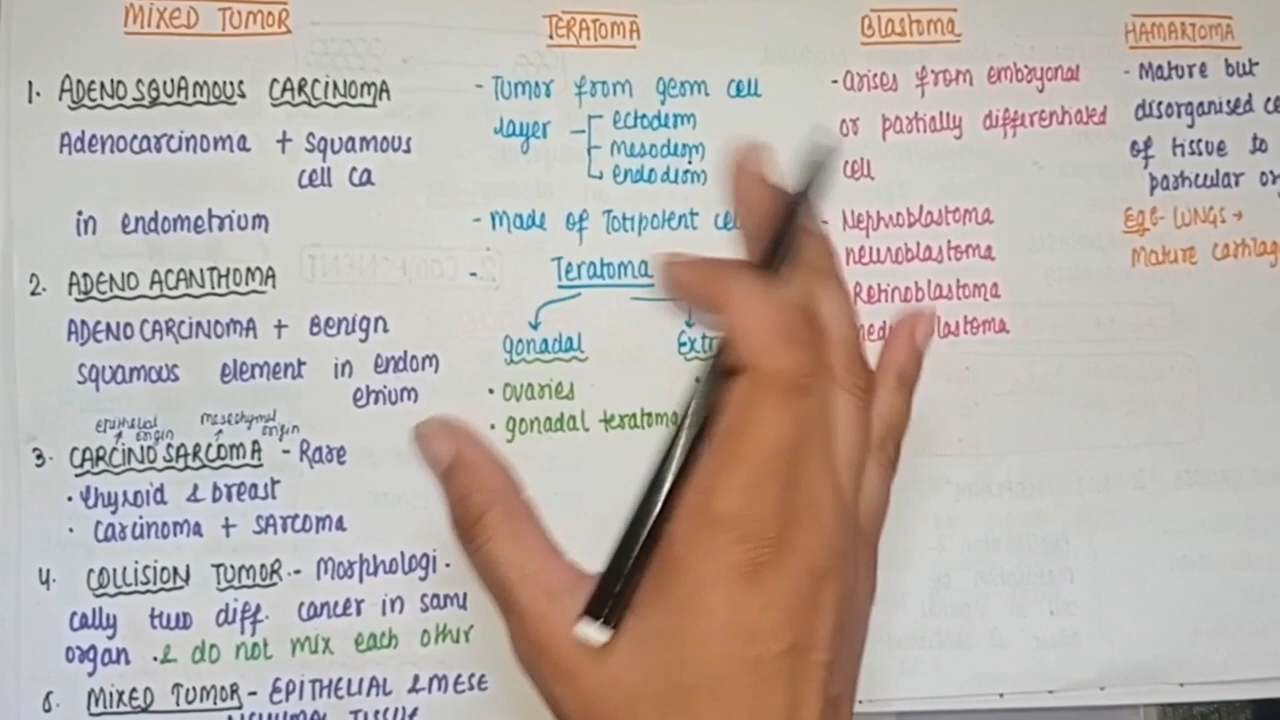 MIXED TUMOR
1. ADENOSQUAMOUS CARCINOMA
Adenocarcinoma + squamous
cell ca
in endometrium
2. ADENO ACANTHOMA
ADENOCARCINOMA + Benign
squamous element in endom
etrium
epithelial origin mesechymal origin
3. CARCINOSARCOMA - Rare
• thyroid & breast
• carcinoma + SArcoma
4. COLLISION TUMOR - Morphologi-
cally two diff. cancer in same
organ & do not mix each other
MIXED TUMOR - EPITHELIAL & MESE
TISSUE
TERATOMA
- Tumor from germ cell
layer - ectoderm
mesoderm
endoderm
- made of Totipotent
- Teratoma
gonadal
• ovaries
• gonadal teratoma
Blastoma
- arises from embryonal
or partially differentiated
cell
- Nephroblastoma
neuroblastoma
Retinoblastoma
HAMARTOMA
- Mature but
disorganised
of tissue to
particular
Eg:- LUNGS →
Mature